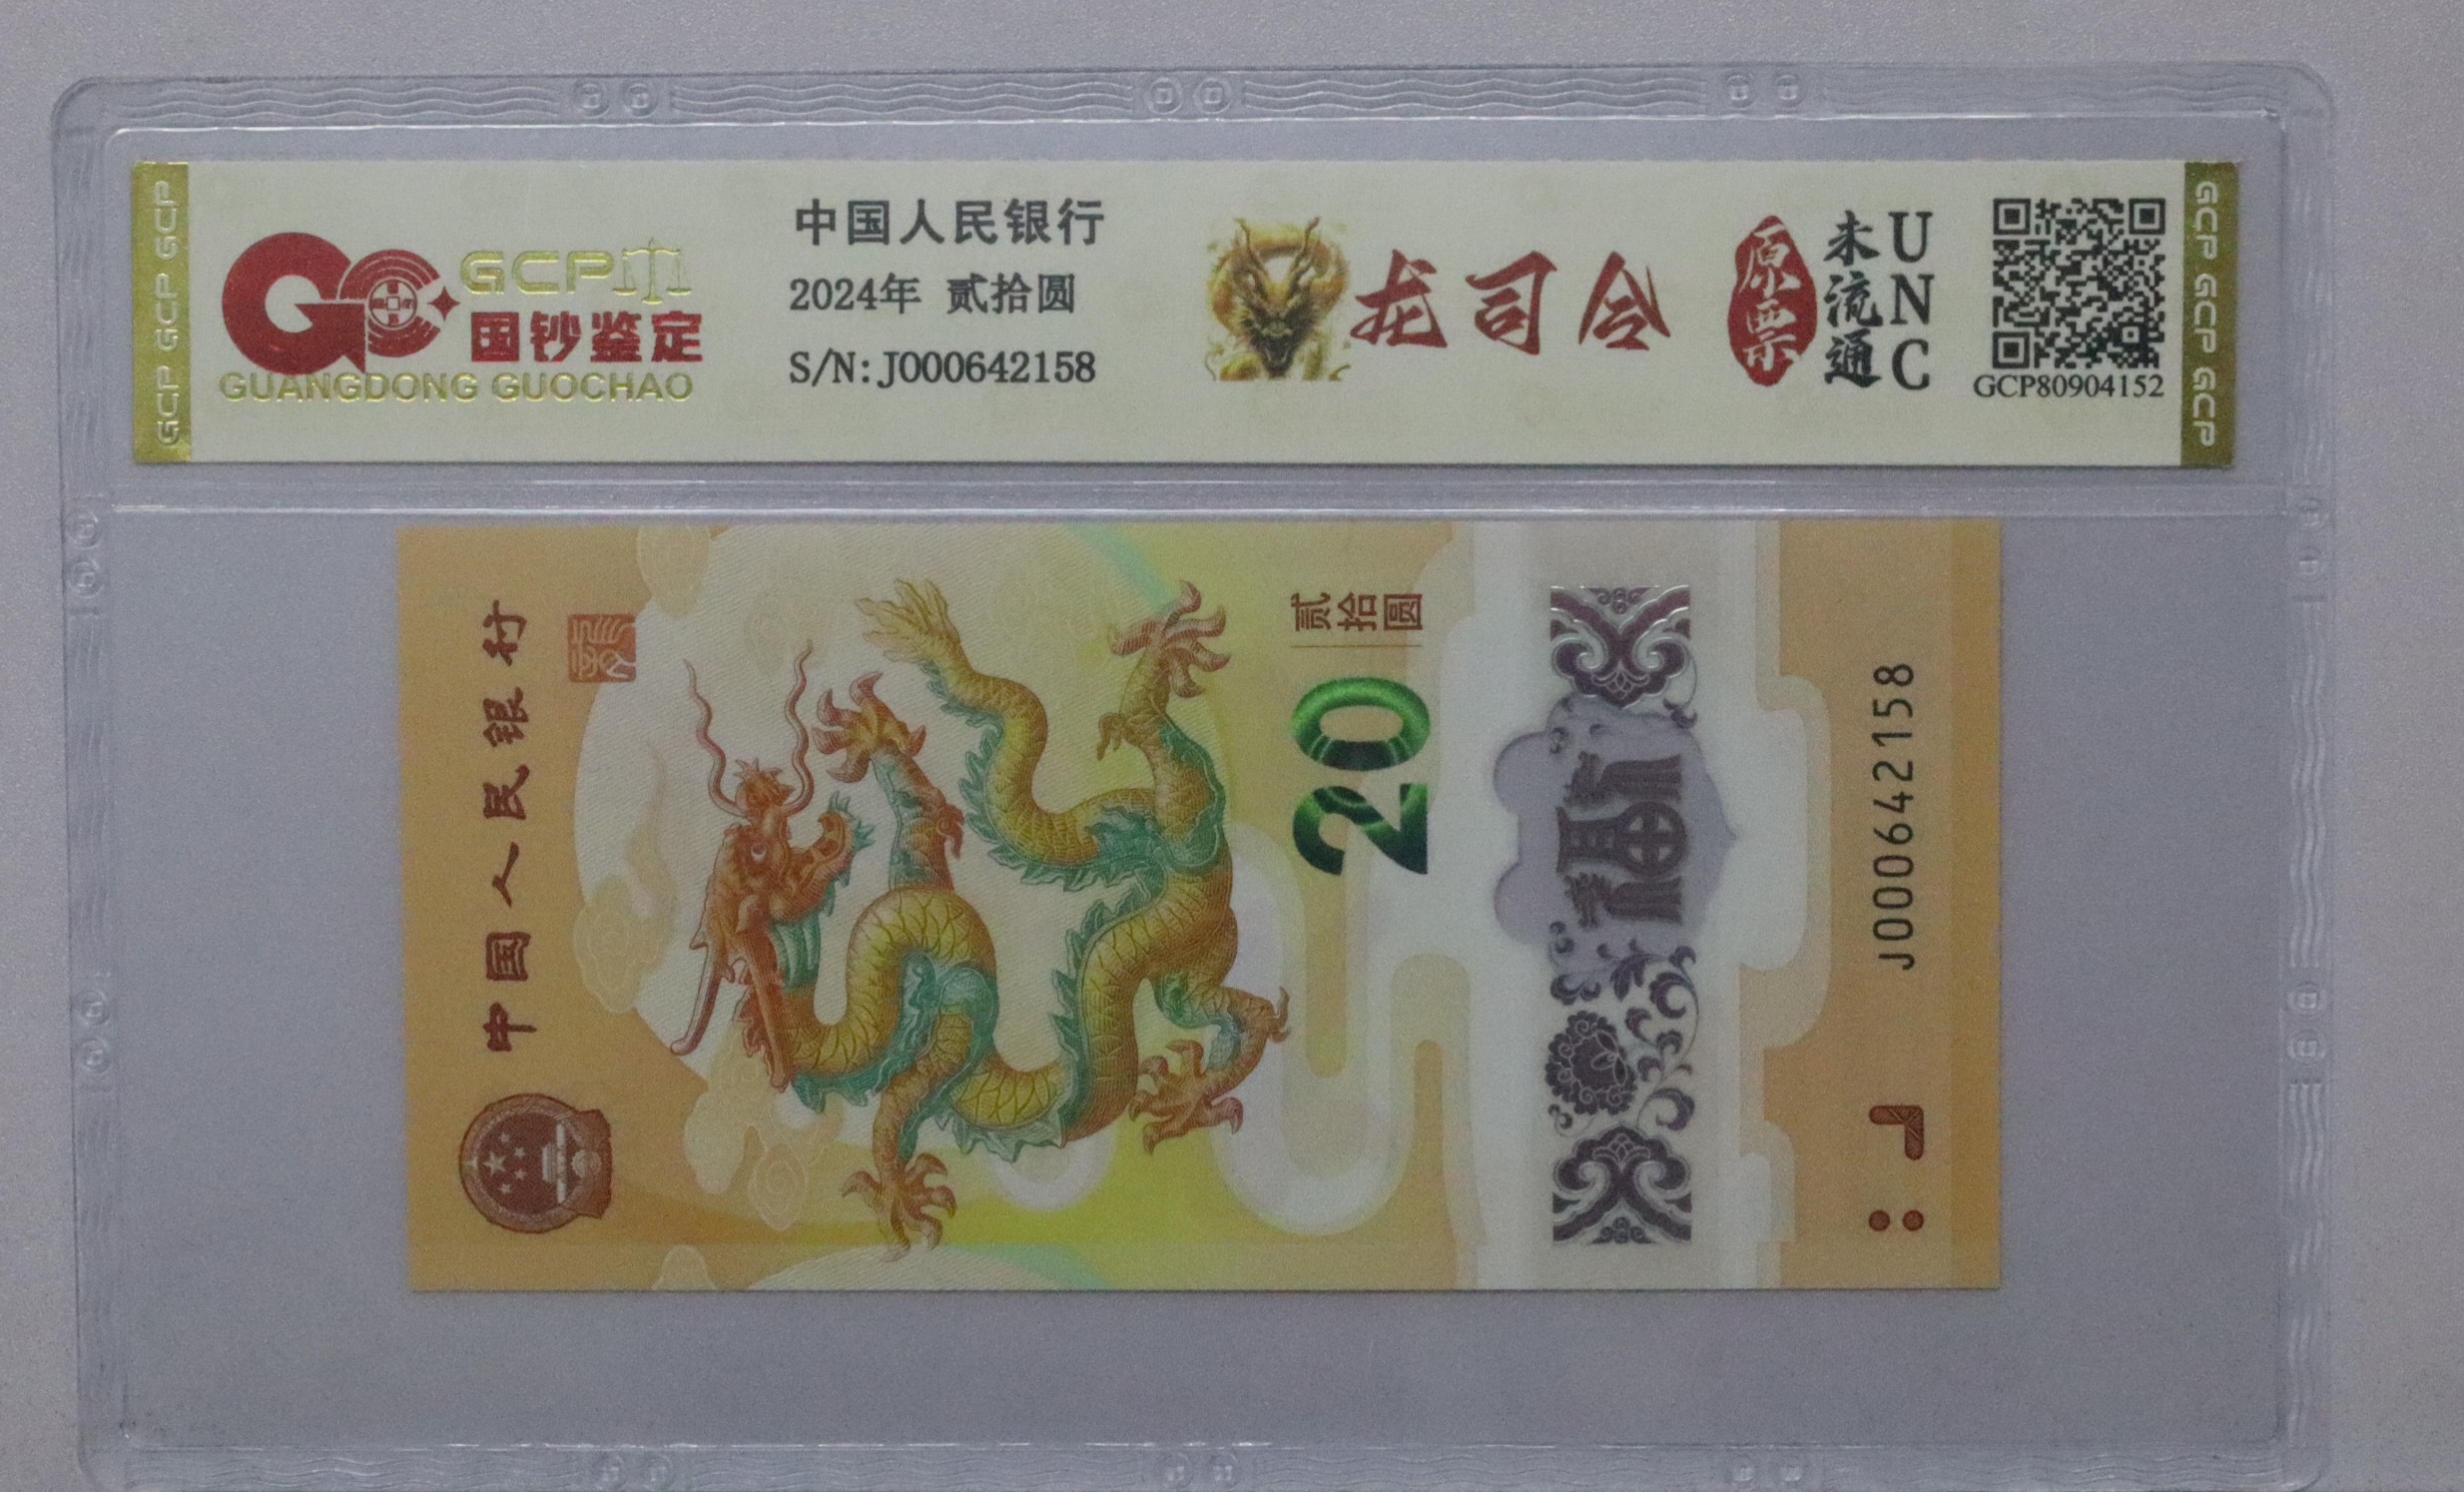 GCP GCP GCP
GCP
国钞鉴定
GUANGDONG GUOCHAO
中国人民银行
2024年 贰拾圆
S/N:J000642158
龙司令
原票
未流通
UNC
GCP80904152
GCP GCP GCP
中国人民银行
贰拾圆
20
福
J000642158